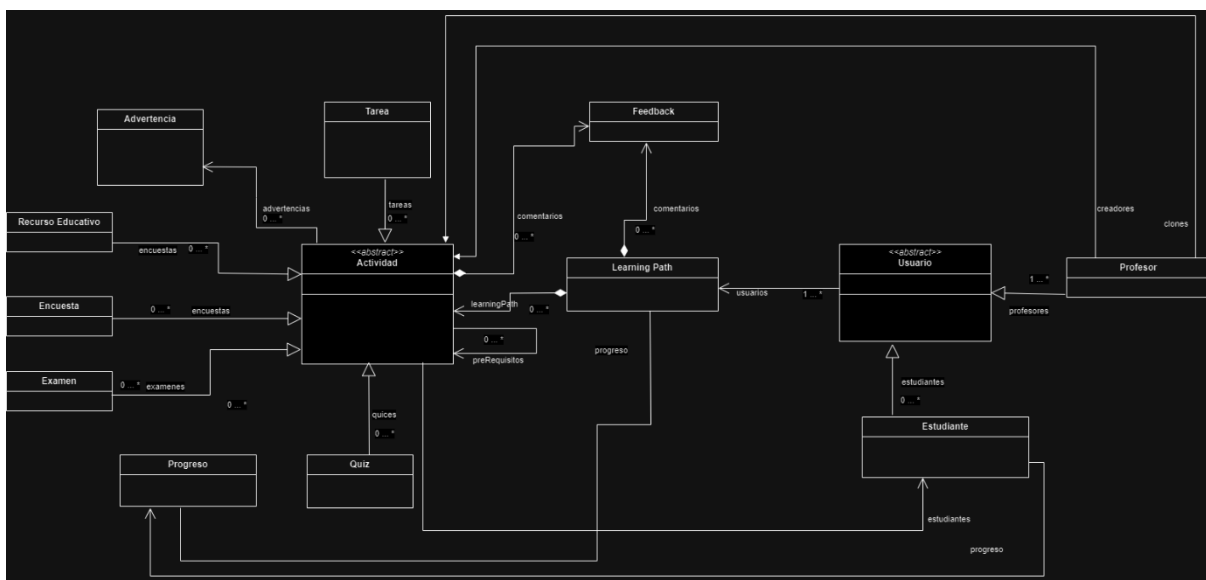 Advertencia
Tarea
Feedback
advertencias
0 ... *
tareas
0 ... *
comentarios
0 ... *
comentarios
0 ... *
creadores
clones
Recurso Educativo
encuestas
0 ... *
<<abstract>>
Actividad
Learning Path
<<abstract>>
Usuario
Profesor
1 ... *
profesores
usuarios
1 ... *
Encuesta
0 ... *
encuestas
learningPath
0 ... *
0 ... *
preRequisitos
progreso
Examen
0 ... *
examenes
0 ... *
quices
0 ... *
estudiantes
0 ... *
Estudiante
Progreso
Quiz
estudiantes
progreso